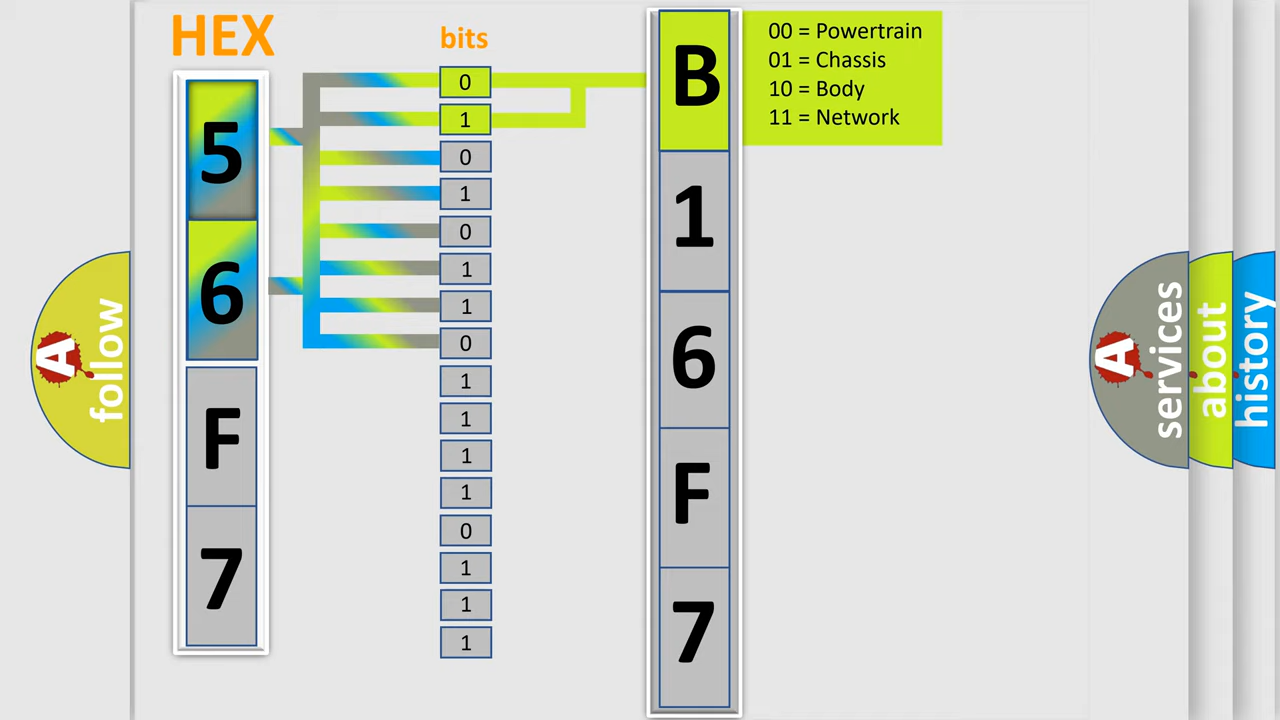 HEX
bits
5
6
F
7
0
1
0
1
0
1
1
0
1
1
1
1
0
1
1
1
B
1
6
F
7
00 = Powertrain
01 = Chassis
10 = Body
11 = Network
A
follow
A
services
about
history